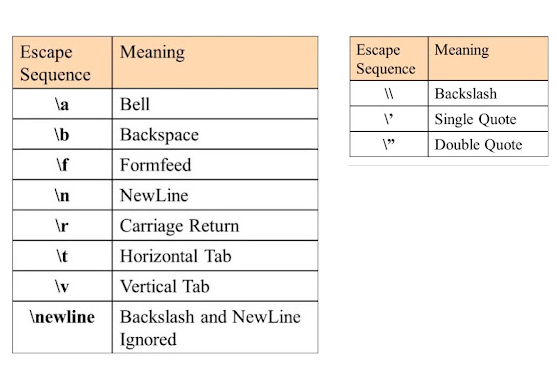 Escape Sequence Meaning
\a Bell
\b Backspace
\f Formfeed
\n NewLine
\r Carriage Return
\t Horizontal Tab
\v Vertical Tab
\newline Backslash and NewLine Ignored
Escape Sequence Meaning
\\ Backslash
\’ Single Quote
\” Double Quote